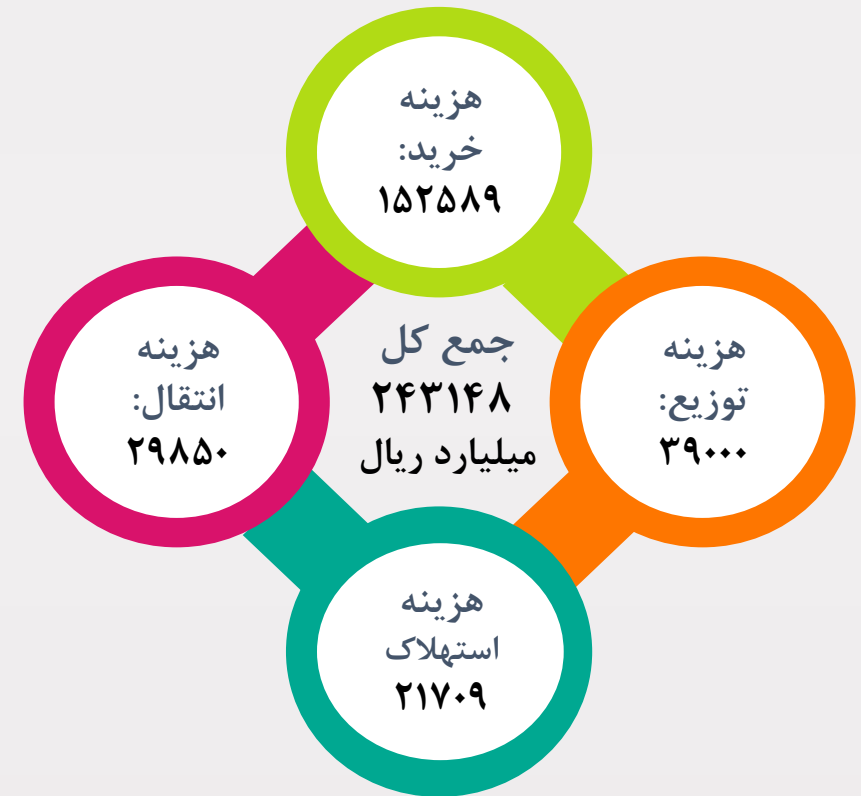 هزینه
خرید:
۱۵۲۵۸۹
هزینه
توزیع:
۳۹۰۰۰
جمع کل
۲۴۳۱۴۸
میلیارد ریال
هزینه
انتقال:
۲۹۸۵۰
هزینه
استهلاک
۲۱۷۰۹